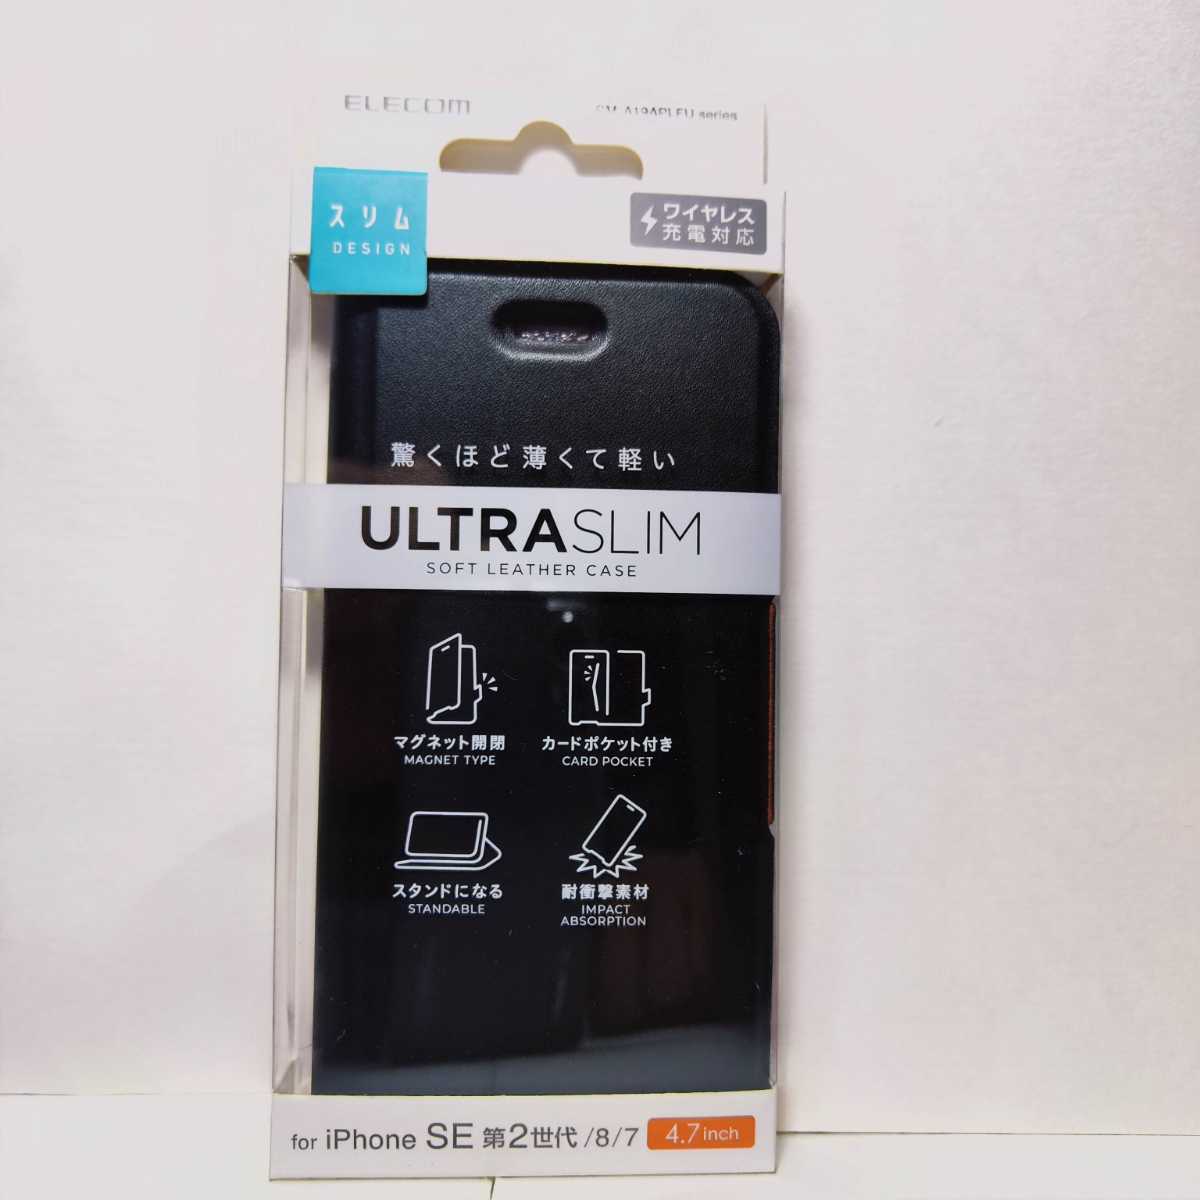 ELECOM
series
スリム
DESIGN
ワイヤレス
充電対応
驚くほど薄くて軽い
ULTRASLIM
SOFT LEATHER CASE
マグネット開閉
MAGNET TYPE
カードポケット付き
CARD POCKET
スタンドになる
STANDABLE
耐衝撃素材
IMPACT
ABSORPTION
for iPhone SE 第2世代 /8/7
4.7inch